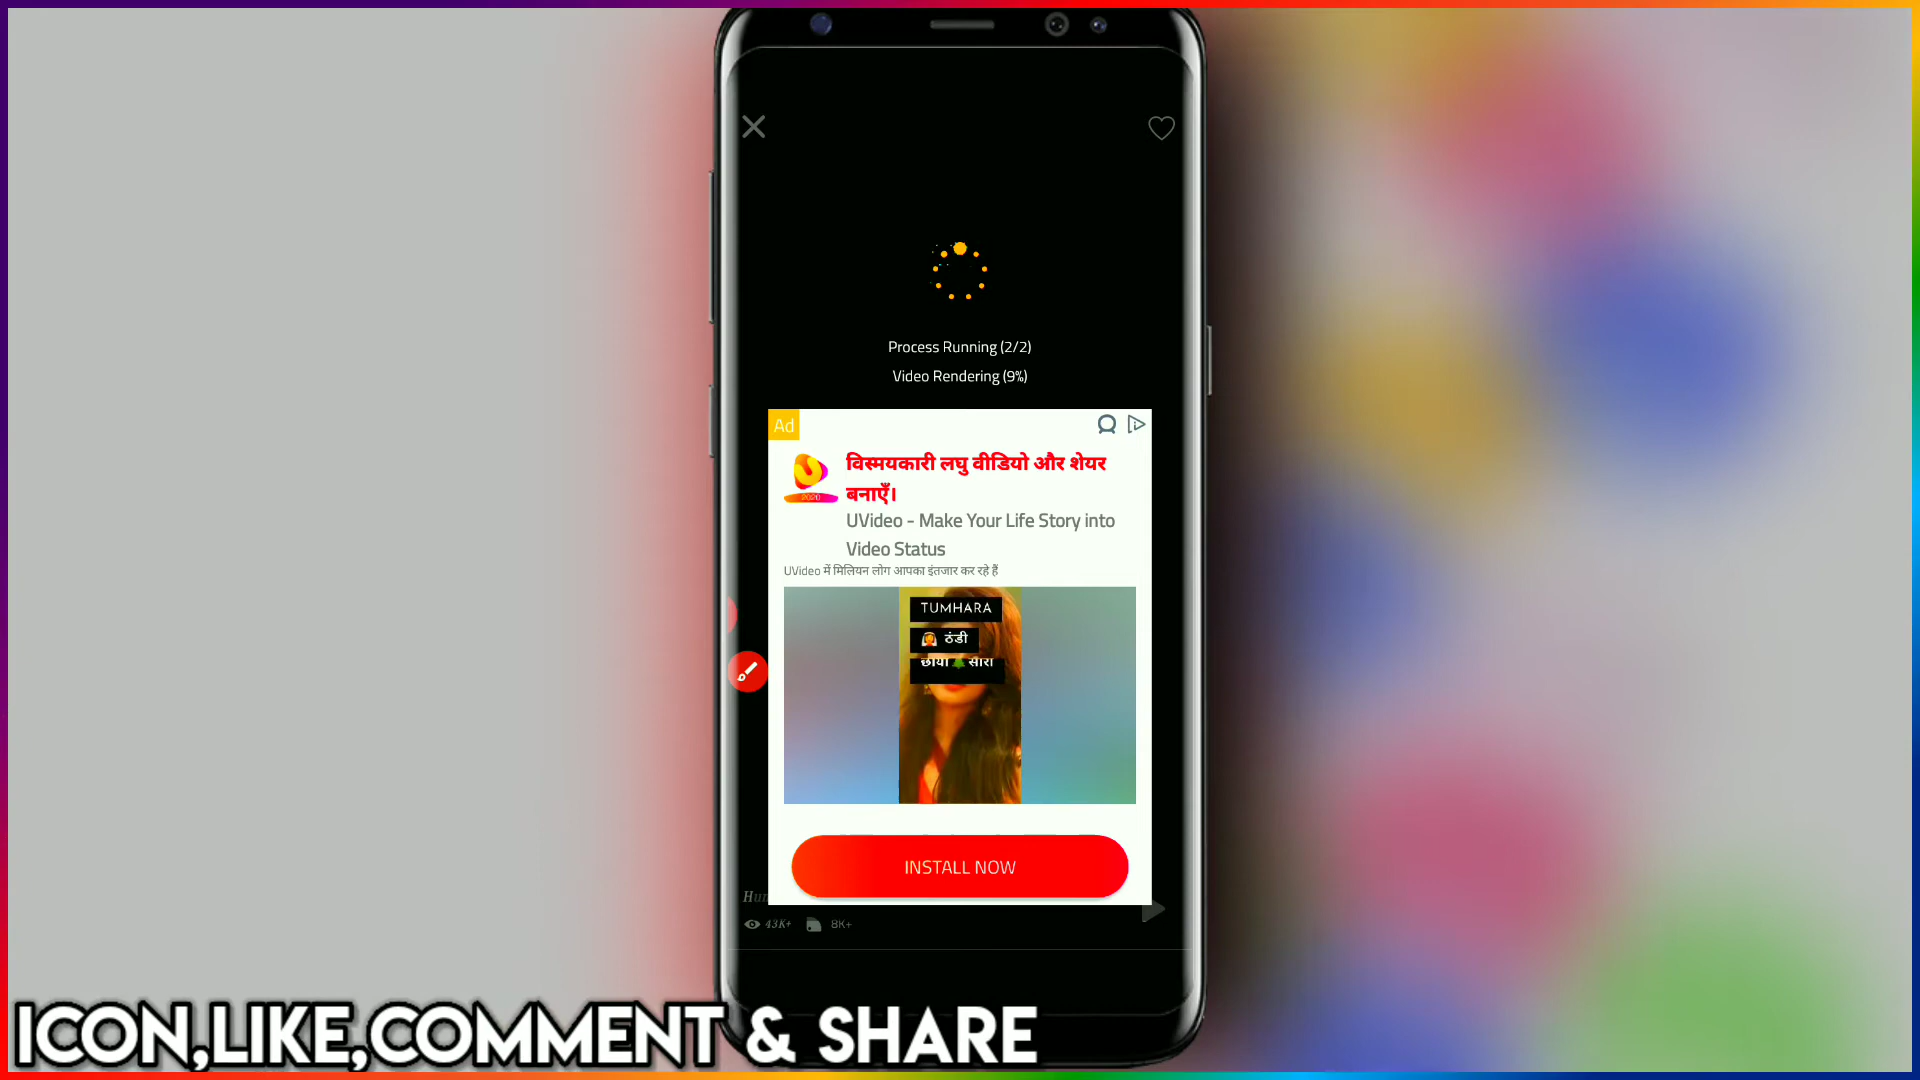 Process Running (2/2)
Video Rendering (9%)
Ad
विस्मयकारी लघु वीडियो और शेयर
बनाएँ।
UVideo - Make Your Life Story into
Video Status
UVideo में मिलियन लोग आपका इंतजार कर रहे हैं
TUMHARA
ठंडी
छाया सारा
INSTALL NOW
43K+ 8K+
ICON,LIKE,COMMENT & SHARE